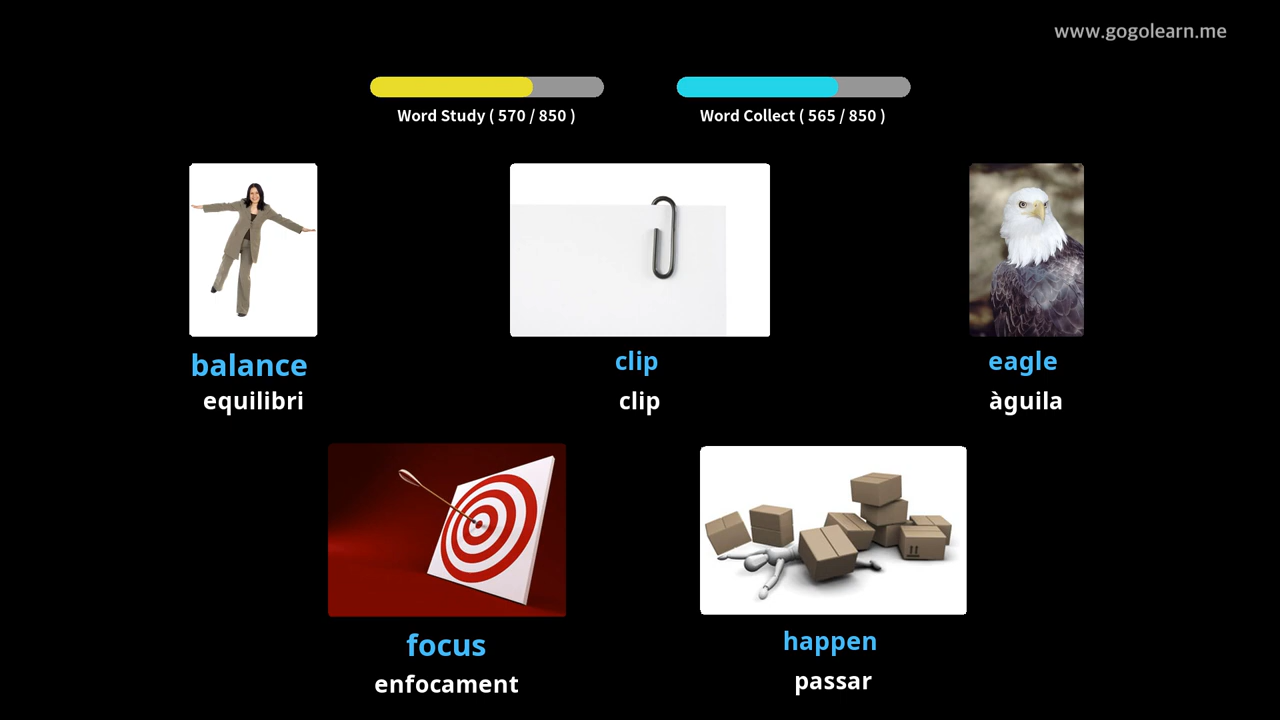 www.gogolearn.me
Word Study ( 570 / 850 )
Word Collect ( 565 / 850 )
balance
equilibri
clip
clip
eagle
àguila
focus
enfocament
happen
passar